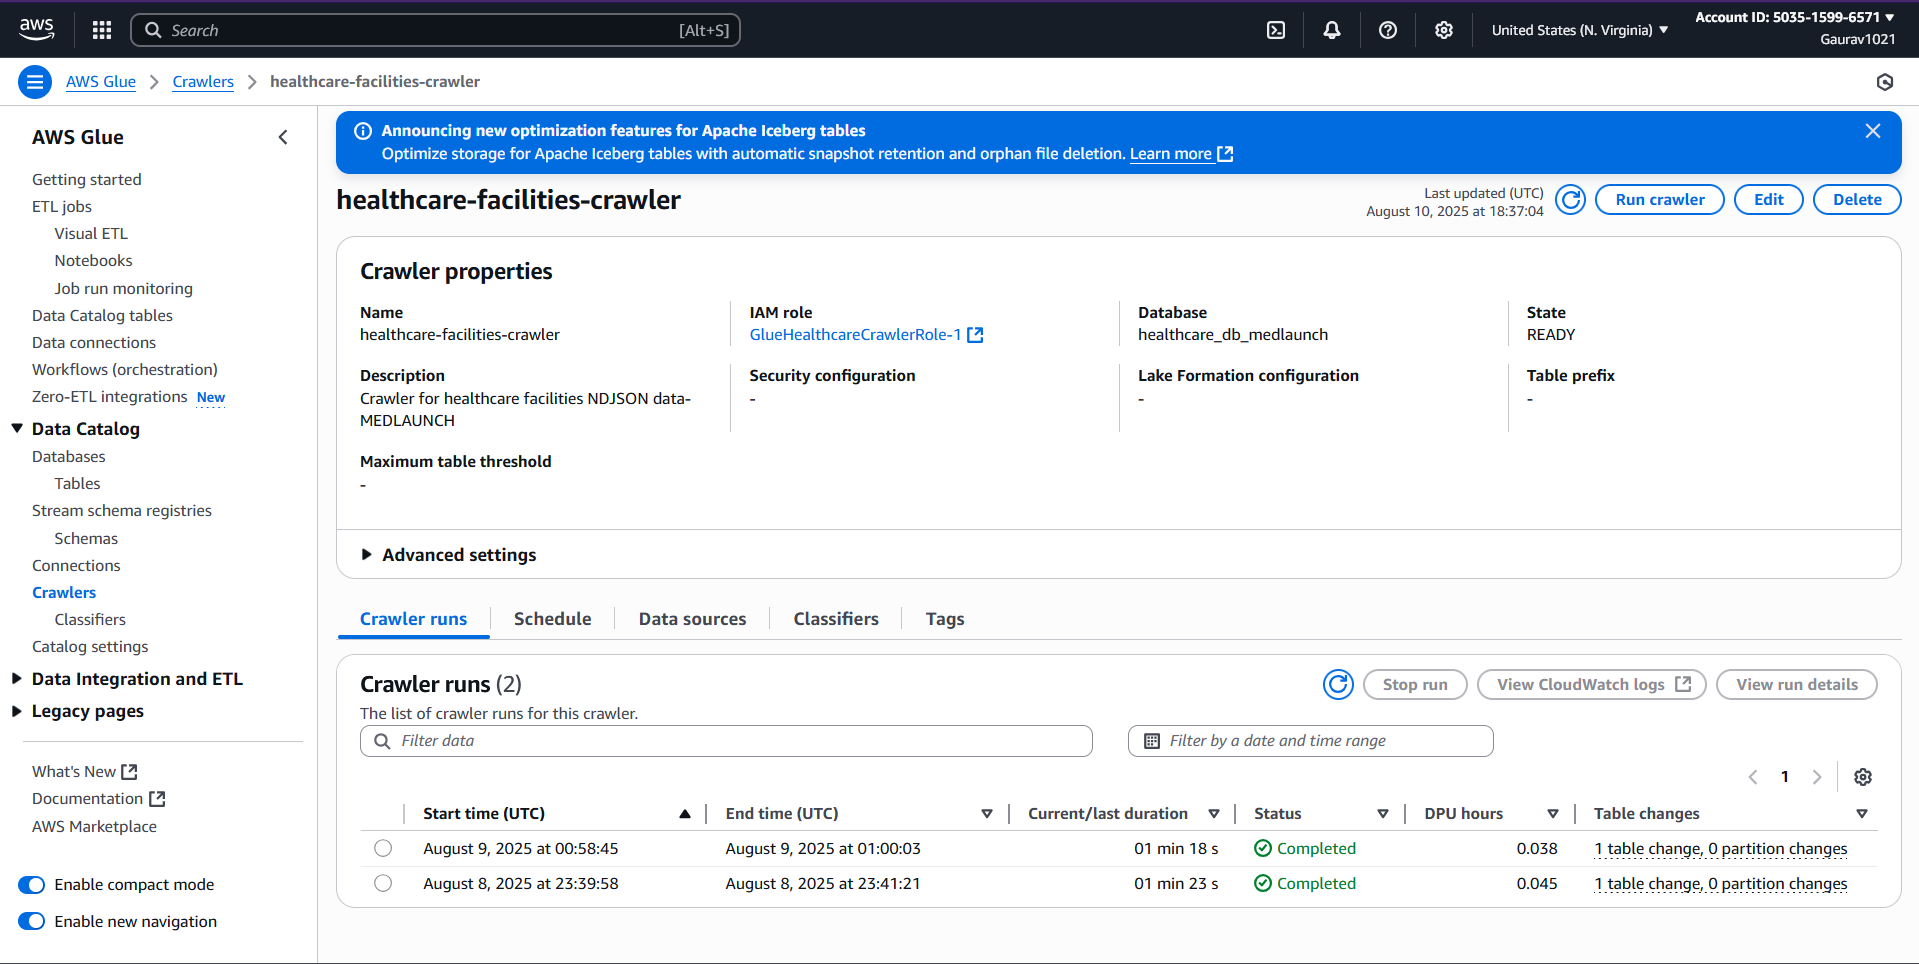 aws
Search [Alt+S]
United States (N. Virginia)
Account ID: 5035-1599-6571
Gaurav1021
AWS Glue
Crawlers
healthcare-facilities-crawler
AWS Glue
Getting started
ETL jobs
Visual ETL
Notebooks
Job run monitoring
Data Catalog tables
Data connections
Workflows (orchestration)
Zero-ETL integrations New
Data Catalog
Databases
Tables
Stream schema registries
Schemas
Connections
Crawlers
Classifiers
Catalog settings
Data Integration and ETL
Legacy pages
What's New
Documentation
AWS Marketplace
Enable compact mode
Enable new navigation
Announcing new optimization features for Apache Iceberg tables
Optimize storage for Apache Iceberg tables with automatic snapshot retention and orphan file deletion. Learn more
healthcare-facilities-crawler
Last updated (UTC)
August 10, 2025 at 18:37:04
Run crawler Edit Delete
Crawler properties
Name
healthcare-facilities-crawler
IAM role
GlueHealthcareCrawlerRole-1
Database
healthcare_db_medlaunch
State
READY
Description
Crawler for healthcare facilities NDJSON data-
MEDLAUNCH
Security configuration
-
Lake Formation configuration
-
Table prefix
-
Maximum table threshold
-
Advanced settings
Crawler runs Schedule Data sources Classifiers Tags
Crawler runs (2)
The list of crawler runs for this crawler.
Stop run View CloudWatch logs View run details
Filter data
Filter by a date and time range
1
Start time (UTC) End time (UTC) Current/last duration Status DPU hours Table changes
August 9, 2025 at 00:58:45 August 9, 2025 at 01:00:03 01 min 18 s Completed 0.038 1 table change, 0 partition changes
August 8, 2025 at 23:39:58 August 8, 2025 at 23:41:21 01 min 23 s Completed 0.045 1 table change, 0 partition changes